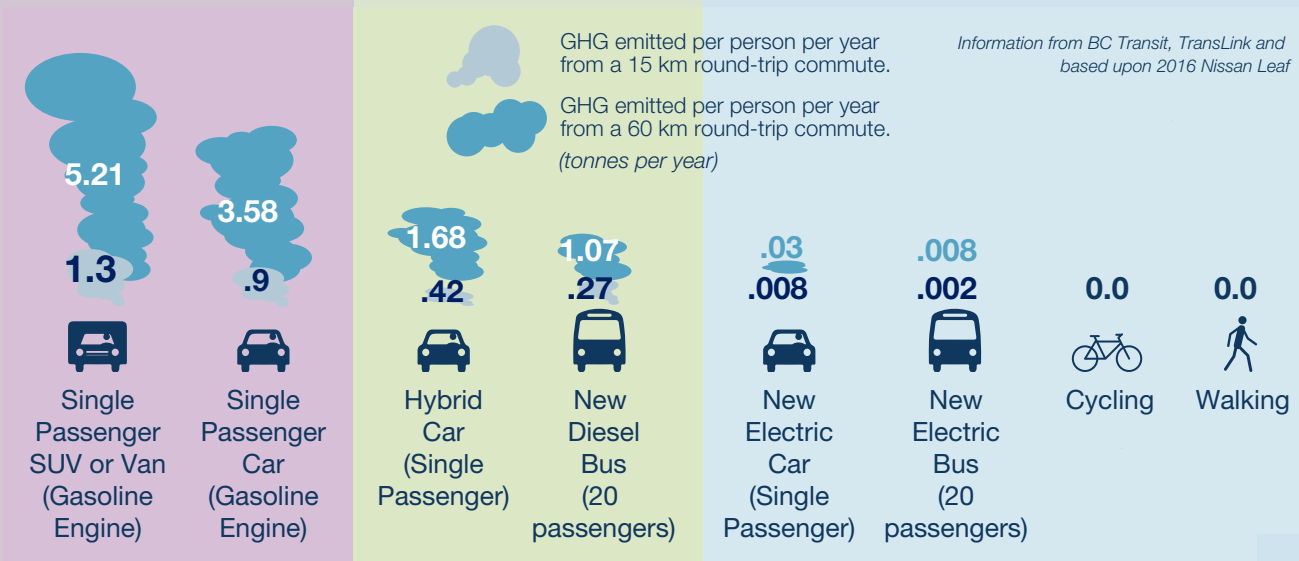 GHG emitted per person per year
from a 15 km round-trip commute.
GHG emitted per person per year
from a 60 km round-trip commute.
(tonnes per year)
Information from BC Transit, TransLink and
based upon 2016 Nissan Leaf
5.21
1.3
Single
Passenger
SUV or Van
(Gasoline
Engine)
3.58
.9
Single
Passenger
Car
(Gasoline
Engine)
1.68
.42
Hybrid
Car
(Single
Passenger)
1.07
.27
New
Diesel
Bus
(20
passengers)
.03
.008
New
Electric
Car
(Single
Passenger)
.008
.002
New
Electric
Bus
(20
passengers)
0.0
Cycling
0.0
Walking